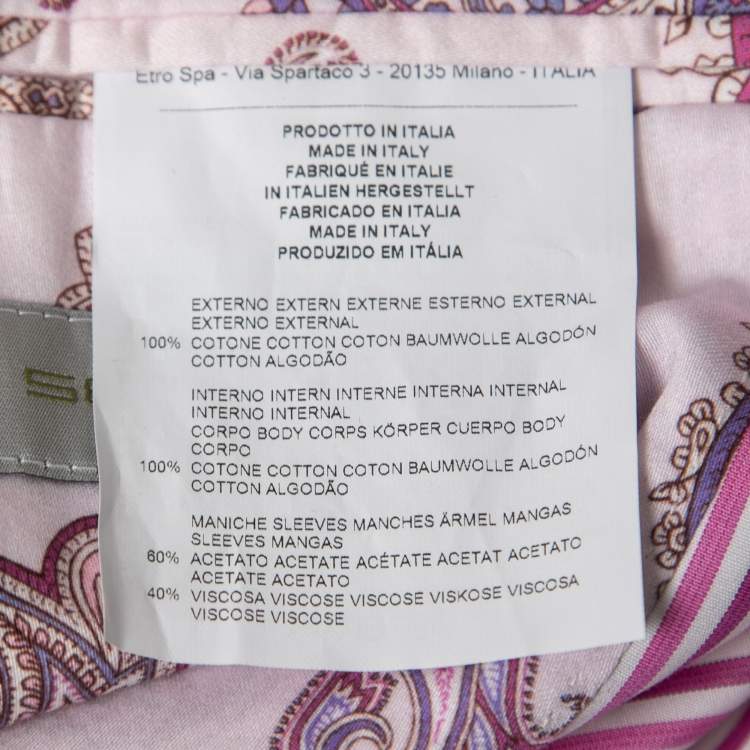 Etro Spa - Via Spartaco 3 - 20135 Milano - ITALIA
PRODOTTO IN ITALIA
MADE IN ITALY
FABRIQUÉ EN ITALIE
IN ITALIEN HERGESTELLT
FABRICADO EN ITALIA
MADE IN ITALY
PRODUZIDO EM ITÁLIA
EXTERNO EXTERN EXTERNE ESTERNO EXTERNAL
EXTERNO EXTERNAL
100% COTONE COTTON COTON BAUMWOLLE ALGODÓN
COTTON ALGODÃO
INTERNO INTERN INTERNE INTERNA INTERNAL
INTERNO INTERNAL
CORPO BODY CORPS KÖRPER CUERPO BODY
CORPO
100% COTONE COTTON COTON BAUMWOLLE ALGODÓN
COTTON ALGODÃO
MANICHE SLEEVES MANCHES ÄRMEL MANGAS
SLEEVES MANGAS
60% ACETATO ACETATE ACÉTATE ACETAT ACETATO
ACETATE ACETATO
40% VISCOSA VISCOSE VISCOSE VISKOSE VISCOSA
VISCOSE VISCOSE